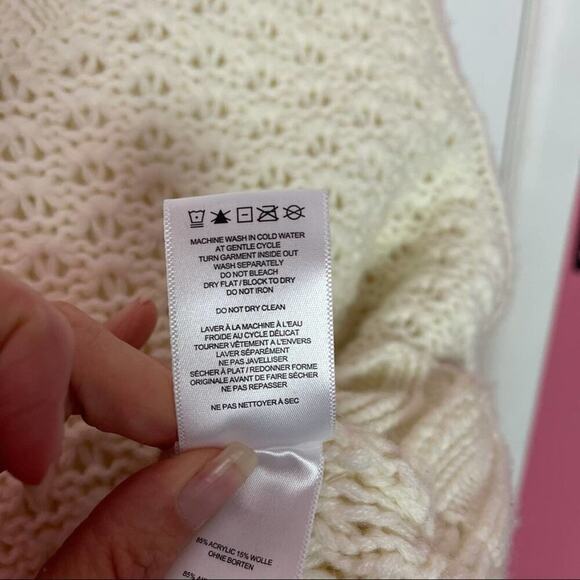 MACHINE WASH IN COLD WATER
AT GENTLE CYCLE
TURN GARMENT INSIDE OUT
WASH SEPARATELY
DO NOT BLEACH
DRY FLAT / BLOCK TO DRY
DO NOT IRON
DO NOT DRY CLEAN
LAVER À LA MACHINE À L'EAU
FROIDE AU CYCLE DÉLICAT
TOURNER VÊTEMENT À L'ENVERS
LAVER SÉPARÉMENT
NE PAS JAVELLISER
SÉCHER À PLAT / REDONNER FORME
ORIGINALE AVANT DE FAIRE SÉCHER
NE PAS REPASSER
NE PAS NETTOYER À SEC
85% ACRYLIC 15% WOLLE
OHNE BORTEN
85%